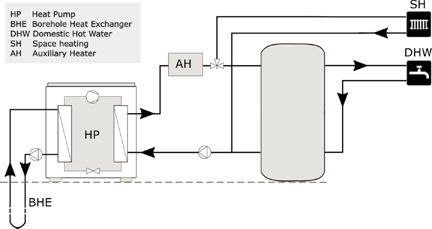 HP Heat Pump
BHE Borehole Heat Exchanger
DHW Domestic Hot Water
SH Space heating
AH Auxiliary Heater
SH
DHW
AH
HP
BHE